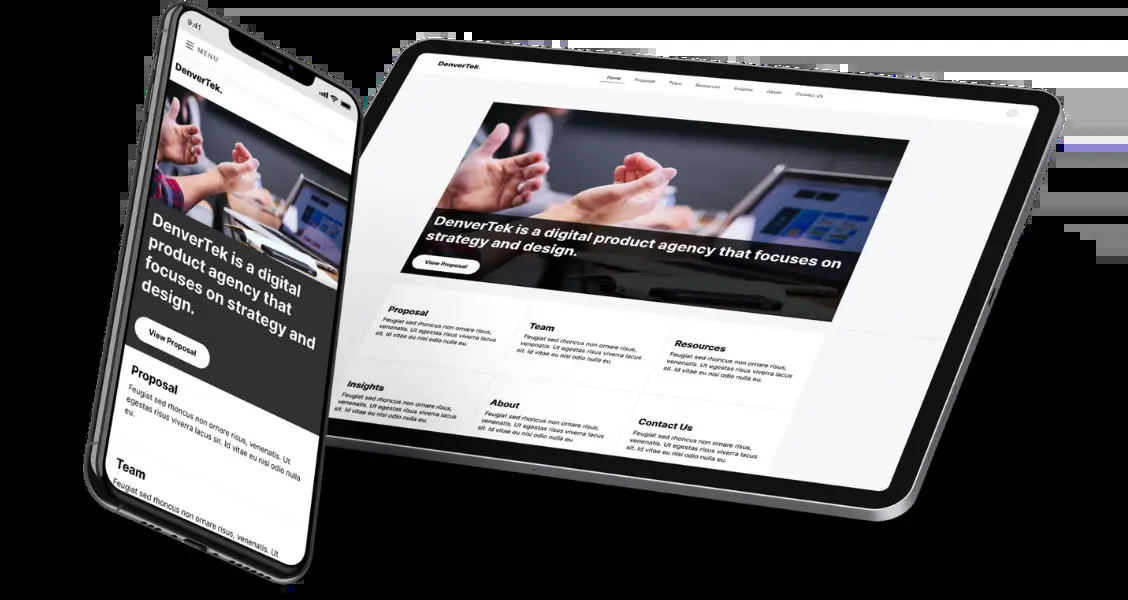 9:41
MENU
DenverTek.
DenverTek is a digital
product agency that
focuses on strategy and
design.
View Proposal
Proposal
Feugiat sed rhoncus non ornare risus, venenatis. Ut
egestas risus viverra lacus sit. Id vitae eu nisi odio nulla
eu.
Team
Feugiat sed rhoncus non ornare risus, venenatis. Ut
DenverTek.
Home Proposal Team Resources Insights About Contact Us
DenverTek is a digital product agency that focuses on
strategy and design.
View Proposal
Proposal
Feugiat sed rhoncus non ornare risus,
venenatis. Ut egestas risus viverra lacus
sit. Id vitae eu nisi odio nulla eu.
Team
Feugiat sed rhoncus non ornare risus,
venenatis. Ut egestas risus viverra lacus
sit. Id vitae eu nisi odio nulla eu.
Resources
Feugiat sed rhoncus non ornare risus,
venenatis. Ut egestas risus viverra lacus
sit. Id vitae eu nisi odio nulla eu.
Insights
Feugiat sed rhoncus non ornare risus,
venenatis. Ut egestas risus viverra lacus
sit. Id vitae eu nisi odio nulla eu.
About
Feugiat sed rhoncus non ornare risus,
venenatis. Ut egestas risus viverra lacus
sit. Id vitae eu nisi odio nulla eu.
Contact Us
Feugiat sed rhoncus non ornare risus,
venenatis. Ut egestas risus viverra lacus
sit. Id vitae eu nisi odio nulla eu.